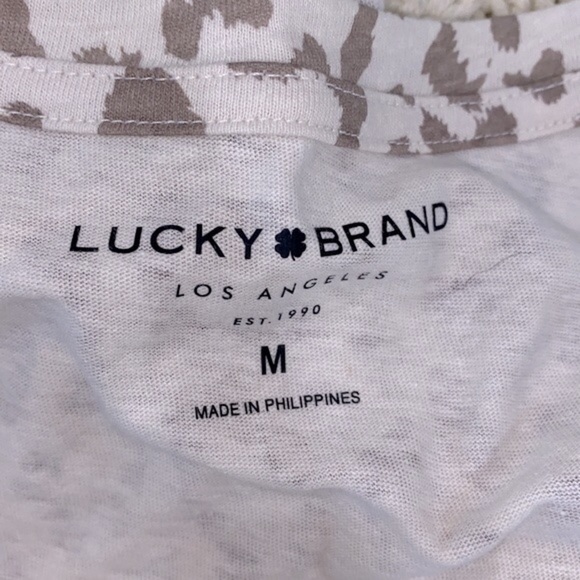 LUCKY BRAND
LOS ANGELES
EST. 1990
M
MADE IN PHILIPPINES